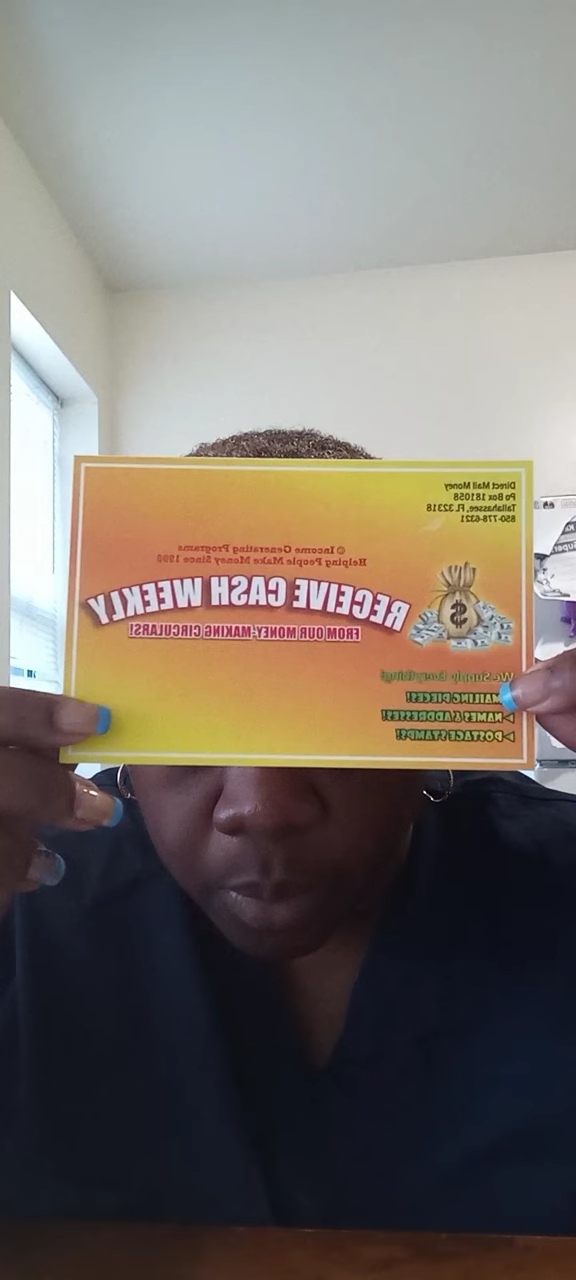 Direct Mail Money
Po Box 181058
Tallahassee, FL 32318
850-778-6321
© Income Generating Programs
Helping People Make Money Since 1998
RECEIVE CASH WEEKLY
FROM OUR MONEY-MAKING CIRCULARS!
$
We Supply Everything!
MAILING PIECES!
NAMES & ADDRESSES!
POSTAGE STAMPS!